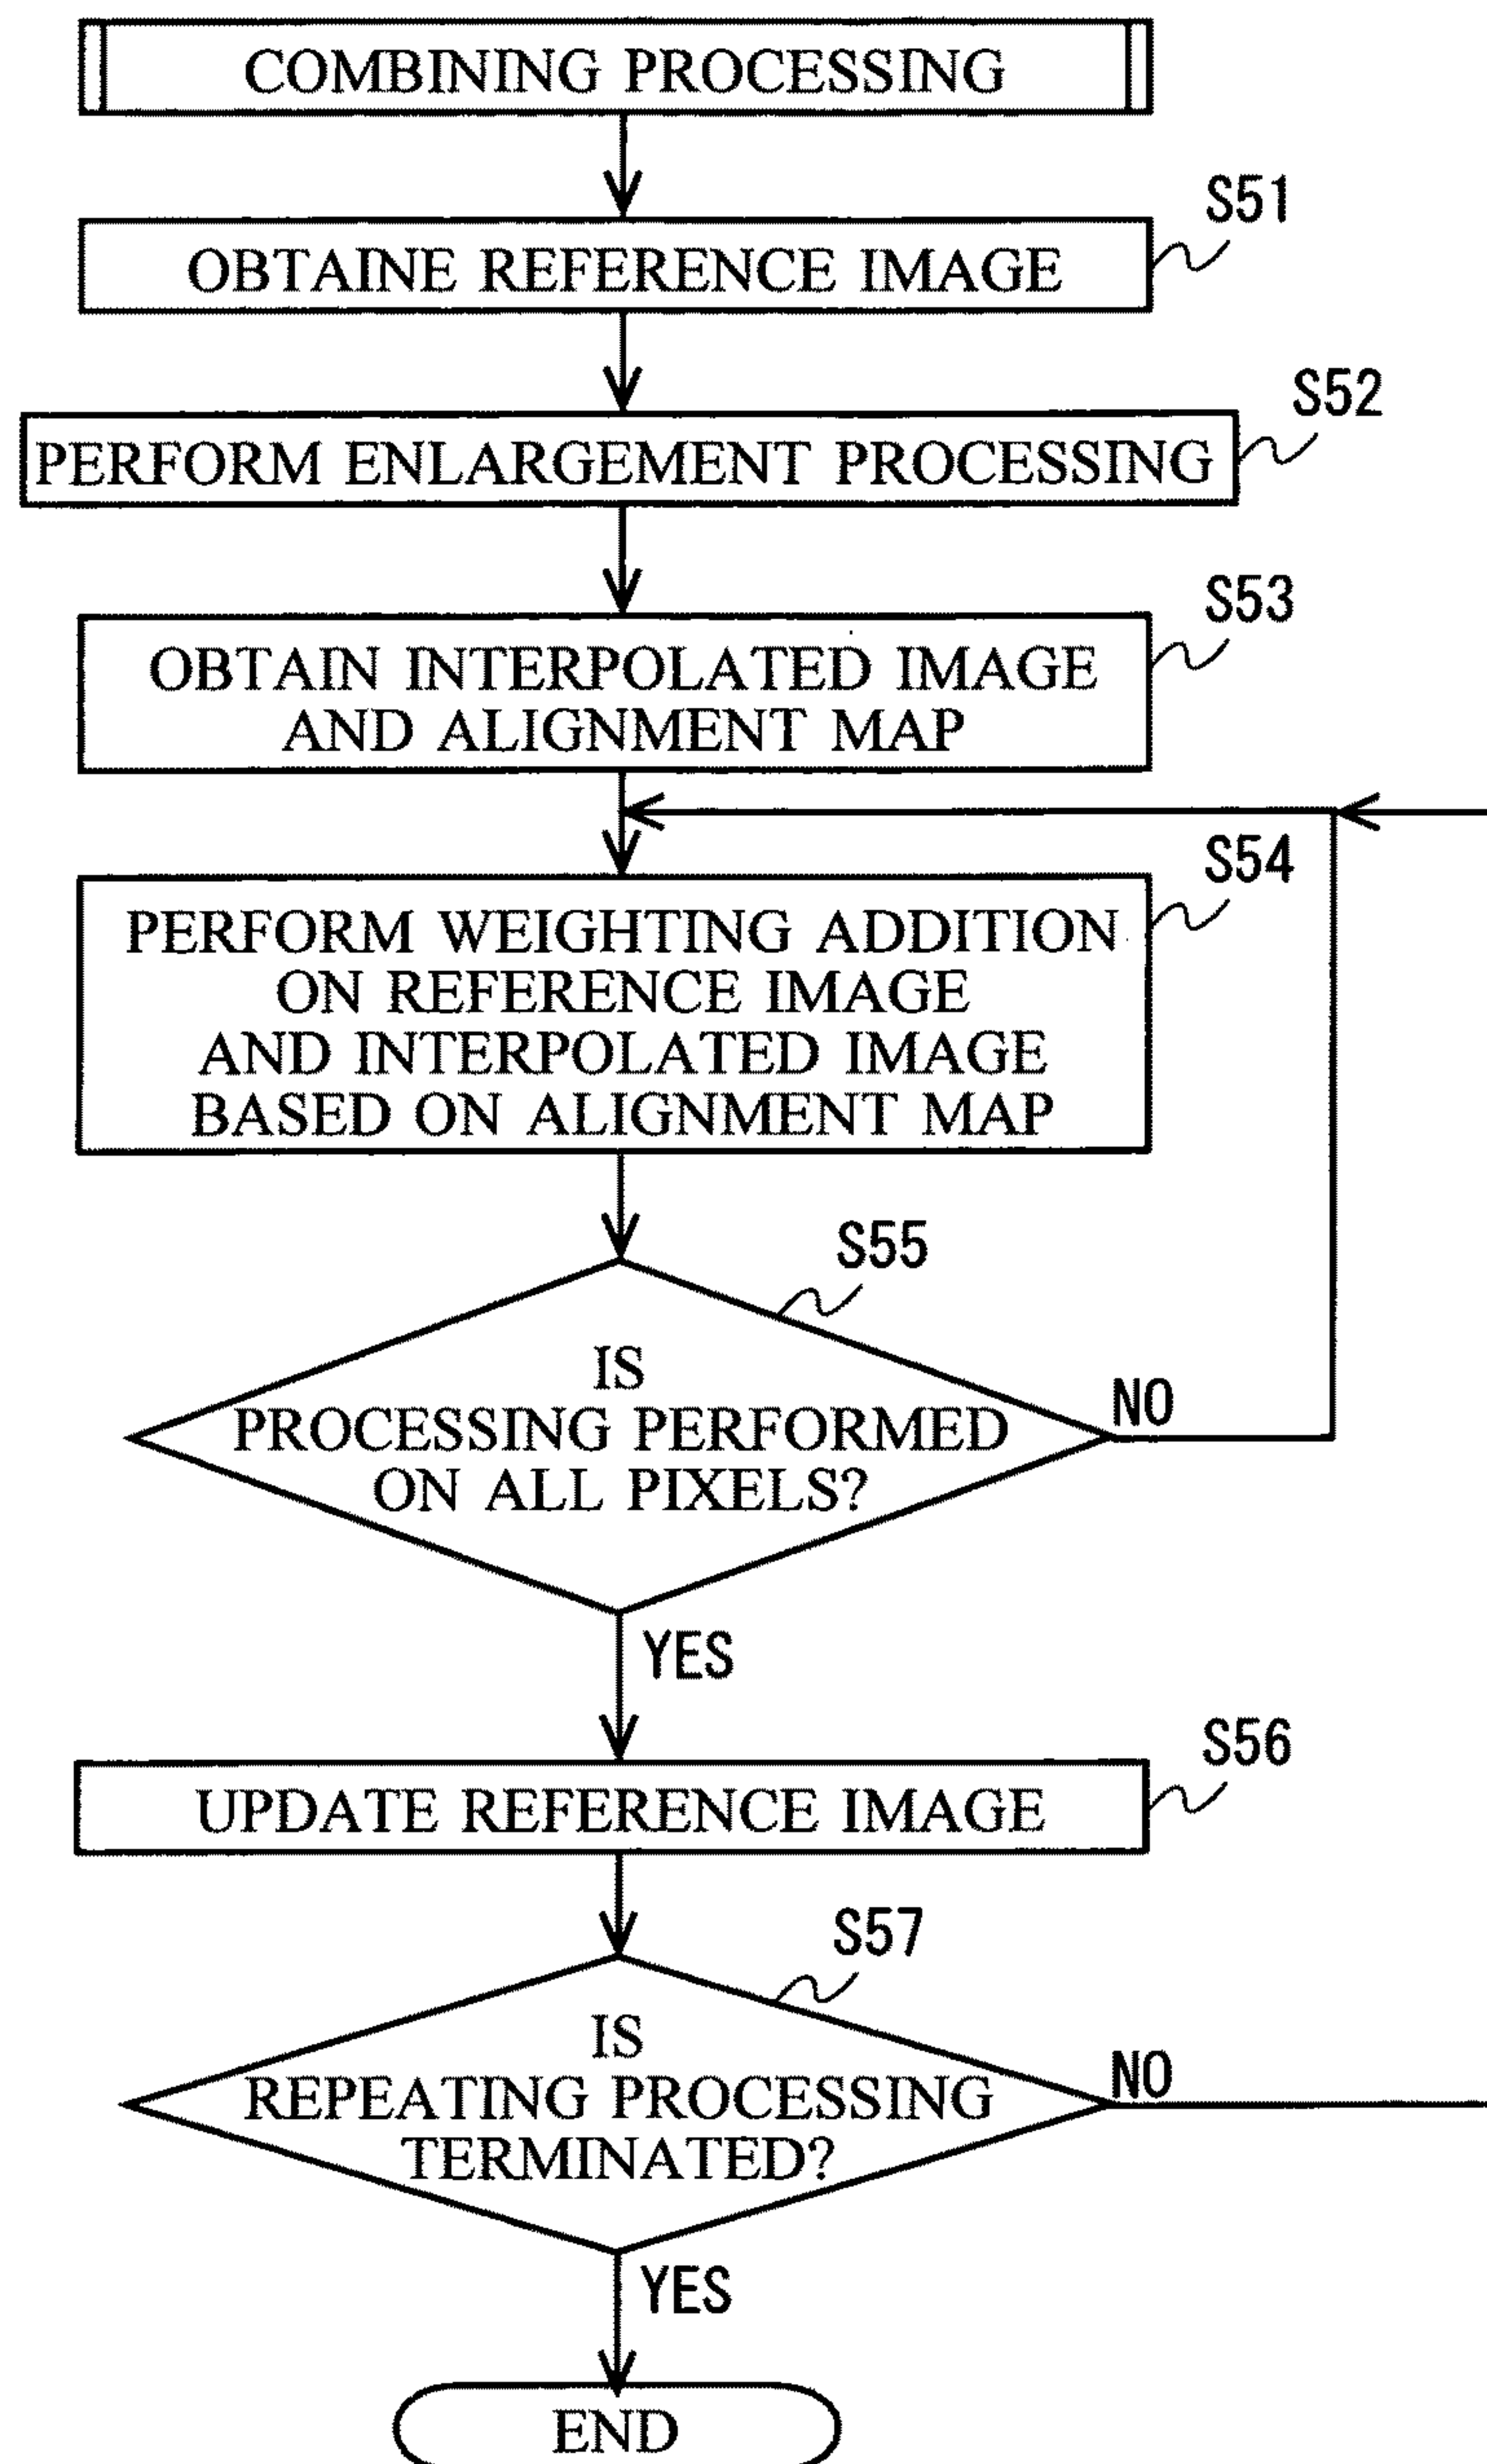 COMBINING PROCESSING
S51
OBTAINE REFERENCE IMAGE
S52
PERFORM ENLARGEMENT PROCESSING
S53
OBTAIN INTERPOLATED IMAGE
AND ALIGNMENT MAP
S54
PERFORM WEIGHTING ADDITION
ON REFERENCE IMAGE
AND INTERPOLATED IMAGE
BASED ON ALIGNMENT MAP
S55
IS
PROCESSING PERFORMED
ON ALL PIXELS?
NO
YES
S56
UPDATE REFERENCE IMAGE
S57
IS
REPEATING PROCESSING
TERMINATED?
NO
YES
END